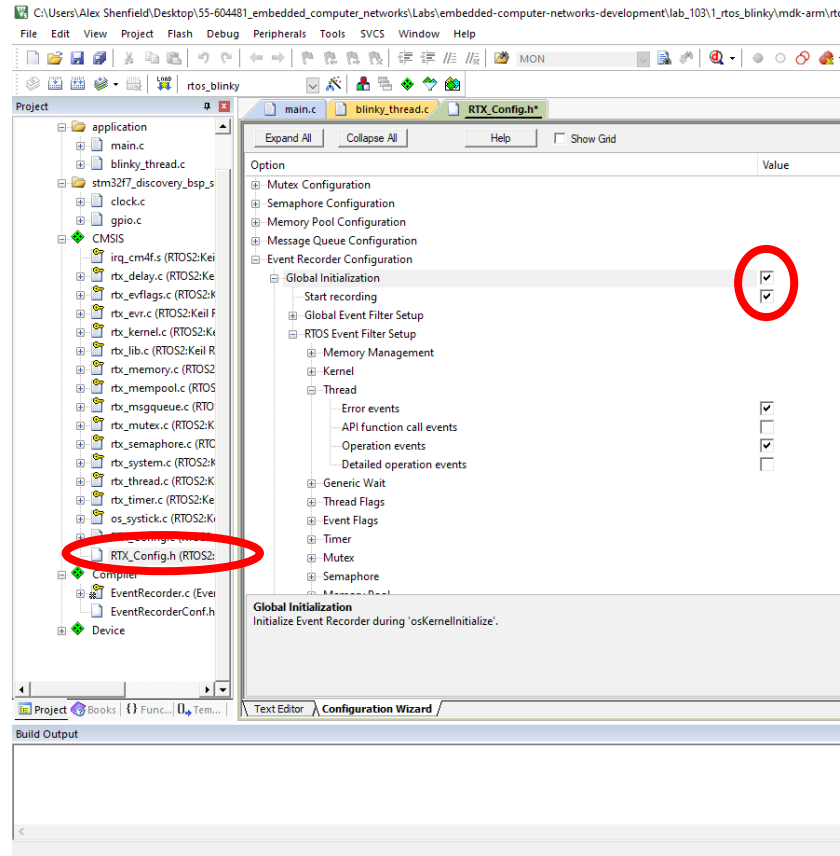 C:\Users\Alex Shenfield\Desktop\55-604481_embedded_computer_networks\Labs\embedded-computer-networks-development\lab_103\1_rtos_blinky\mdk-arm\rt
File Edit View Project Flash Debug Peripherals Tools SVCS Window Help
MON
LOAD
rtos_blinky
Project
main.c
blinky_thread.c
RTX_Config.h*
application
main.c
blinky_thread.c
stm32f7_discovery_bsp_s
clock.c
gpio.c
CMSIS
irq_cm4f.s (RTOS2:Kei
rtx_delay.c (RTOS2:Ke
rtx_evflags.c (RTOS2:K
rtx_evr.c (RTOS2:Keil F
rtx_kernel.c (RTOS2:Ke
rtx_lib.c (RTOS2:Keil R
rtx_memory.c (RTOS2
rtx_mempool.c (RTOS
rtx_msgqueue.c (RTO
rtx_mutex.c (RTOS2:K
rtx_semaphore.c (RTO
rtx_system.c (RTOS2:K
rtx_thread.c (RTOS2:K
rtx_timer.c (RTOS2:Ke
os_systick.c (RTOS2:K
RTX_Config.h (RTOS2:
Compiler
EventRecorder.c (Ever
EventRecorderConf.h
Device
Expand All Collapse All Help Show Grid
Option Value
Mutex Configuration
Semaphore Configuration
Memory Pool Configuration
Message Queue Configuration
Event Recorder Configuration
Global Initialization
Start recording
Global Event Filter Setup
RTOS Event Filter Setup
Memory Management
Kernel
Thread
Error events
API function call events
Operation events
Detailed operation events
Generic Wait
Thread Flags
Event Flags
Timer
Mutex
Semaphore
Memory Pool
Global Initialization
Initialize Event Recorder during 'osKernelInitialize'.
Project Books {} Func... Tem...
Text Editor Configuration Wizard
Build Output